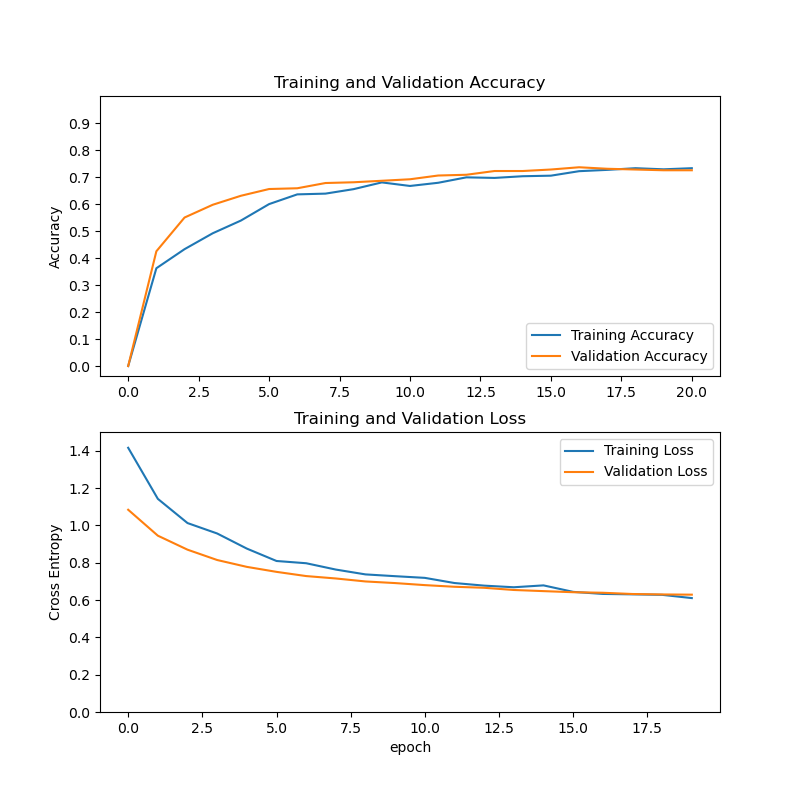 Training and Validation Accuracy
Accuracy
0.9
0.8
0.7
0.6
0.5
0.4
0.3
0.2
0.1
0.0
Training Accuracy
Validation Accuracy
0.0 2.5 5.0 7.5 10.0 12.5 15.0 17.5 20.0
Training and Validation Loss
Cross Entropy
1.4
1.2
1.0
0.8
0.6
0.4
0.2
0.0
Training Loss
Validation Loss
0.0 2.5 5.0 7.5 10.0 12.5 15.0 17.5
epoch